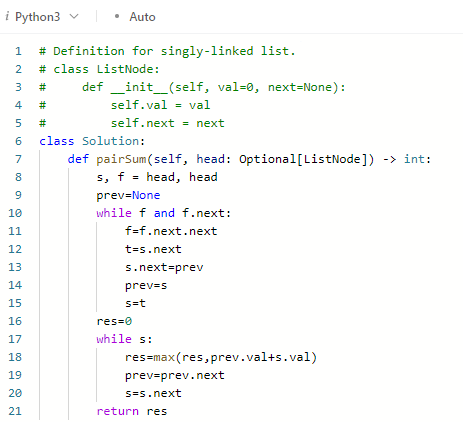 i Python3 • Auto
1 # Definition for singly-linked list.
2 # class ListNode:
3 #     def __init__(self, val=0, next=None):
4 #         self.val = val
5 #         self.next = next
6 class Solution:
7     def pairSum(self, head: Optional[ListNode]) -> int:
8         s, f = head, head
9         prev=None
10         while f and f.next:
11             f=f.next.next
12             t=s.next
13             s.next=prev
14             prev=s
15             s=t
16         res=0
17         while s:
18             res=max(res,prev.val+s.val)
19             prev=prev.next
20             s=s.next
21         return res